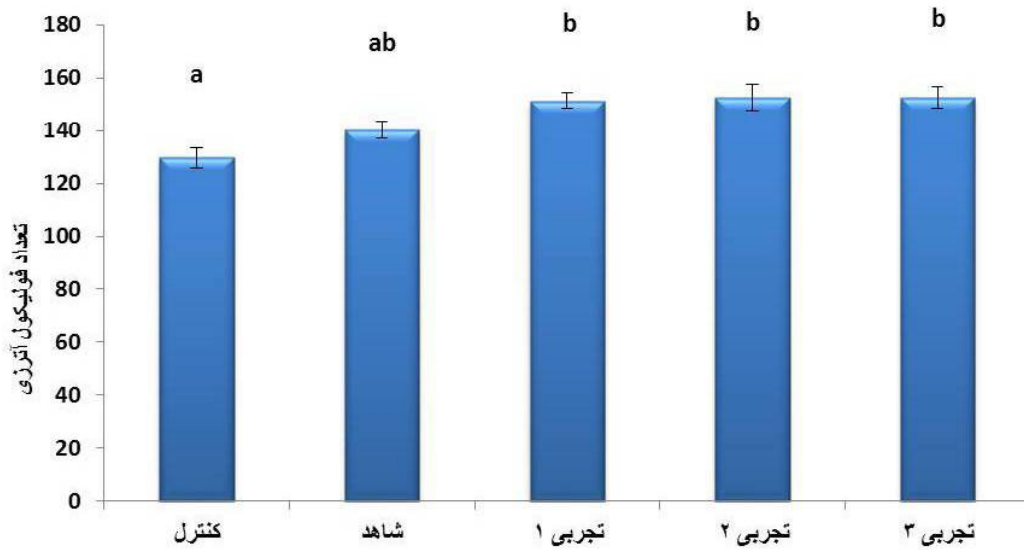 180
160
140
120
100
80
60
40
20
0
تعداد فولیکول آترزی
a
ab
b
b
b
کنترل
شاهد
تجربی ۱
تجربی ۲
تجربی ۳